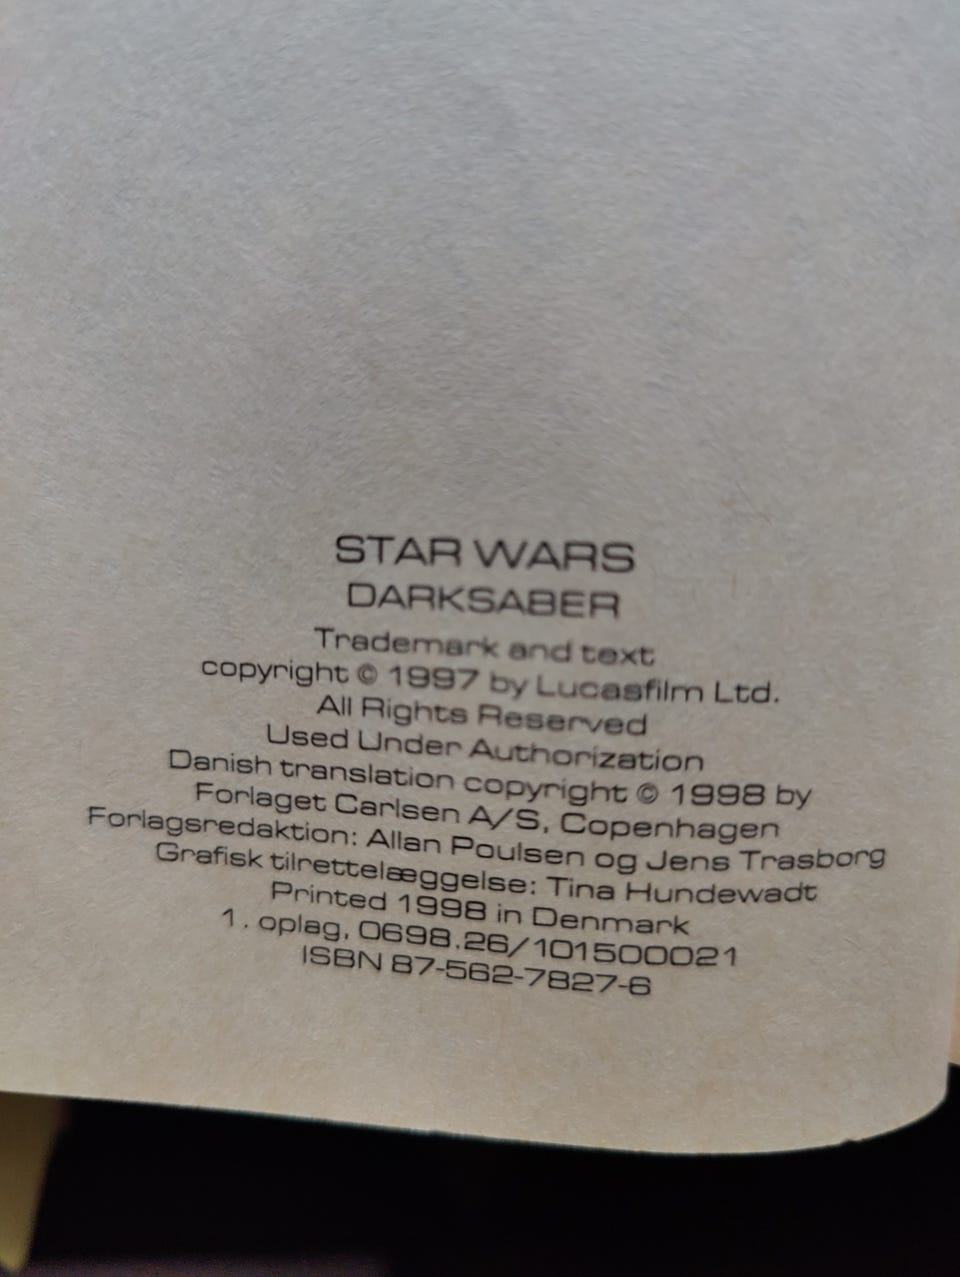 STAR WARS
DARKSABER
Trademark and text
copyright © 1997 by Lucasfilm Ltd.
All Rights Reserved
Used Under Authorization
Danish translation copyright © 1998 by
Forlaget Carlsen A/S, Copenhagen
Forlagsredaktion: Allan Poulsen og Jens Trasborg
Grafisk tilrettelæggelse: Tina Hundewadt
Printed 1998 in Denmark
1. oplag, 0698.26/101500021
ISBN 87-562-7827-6